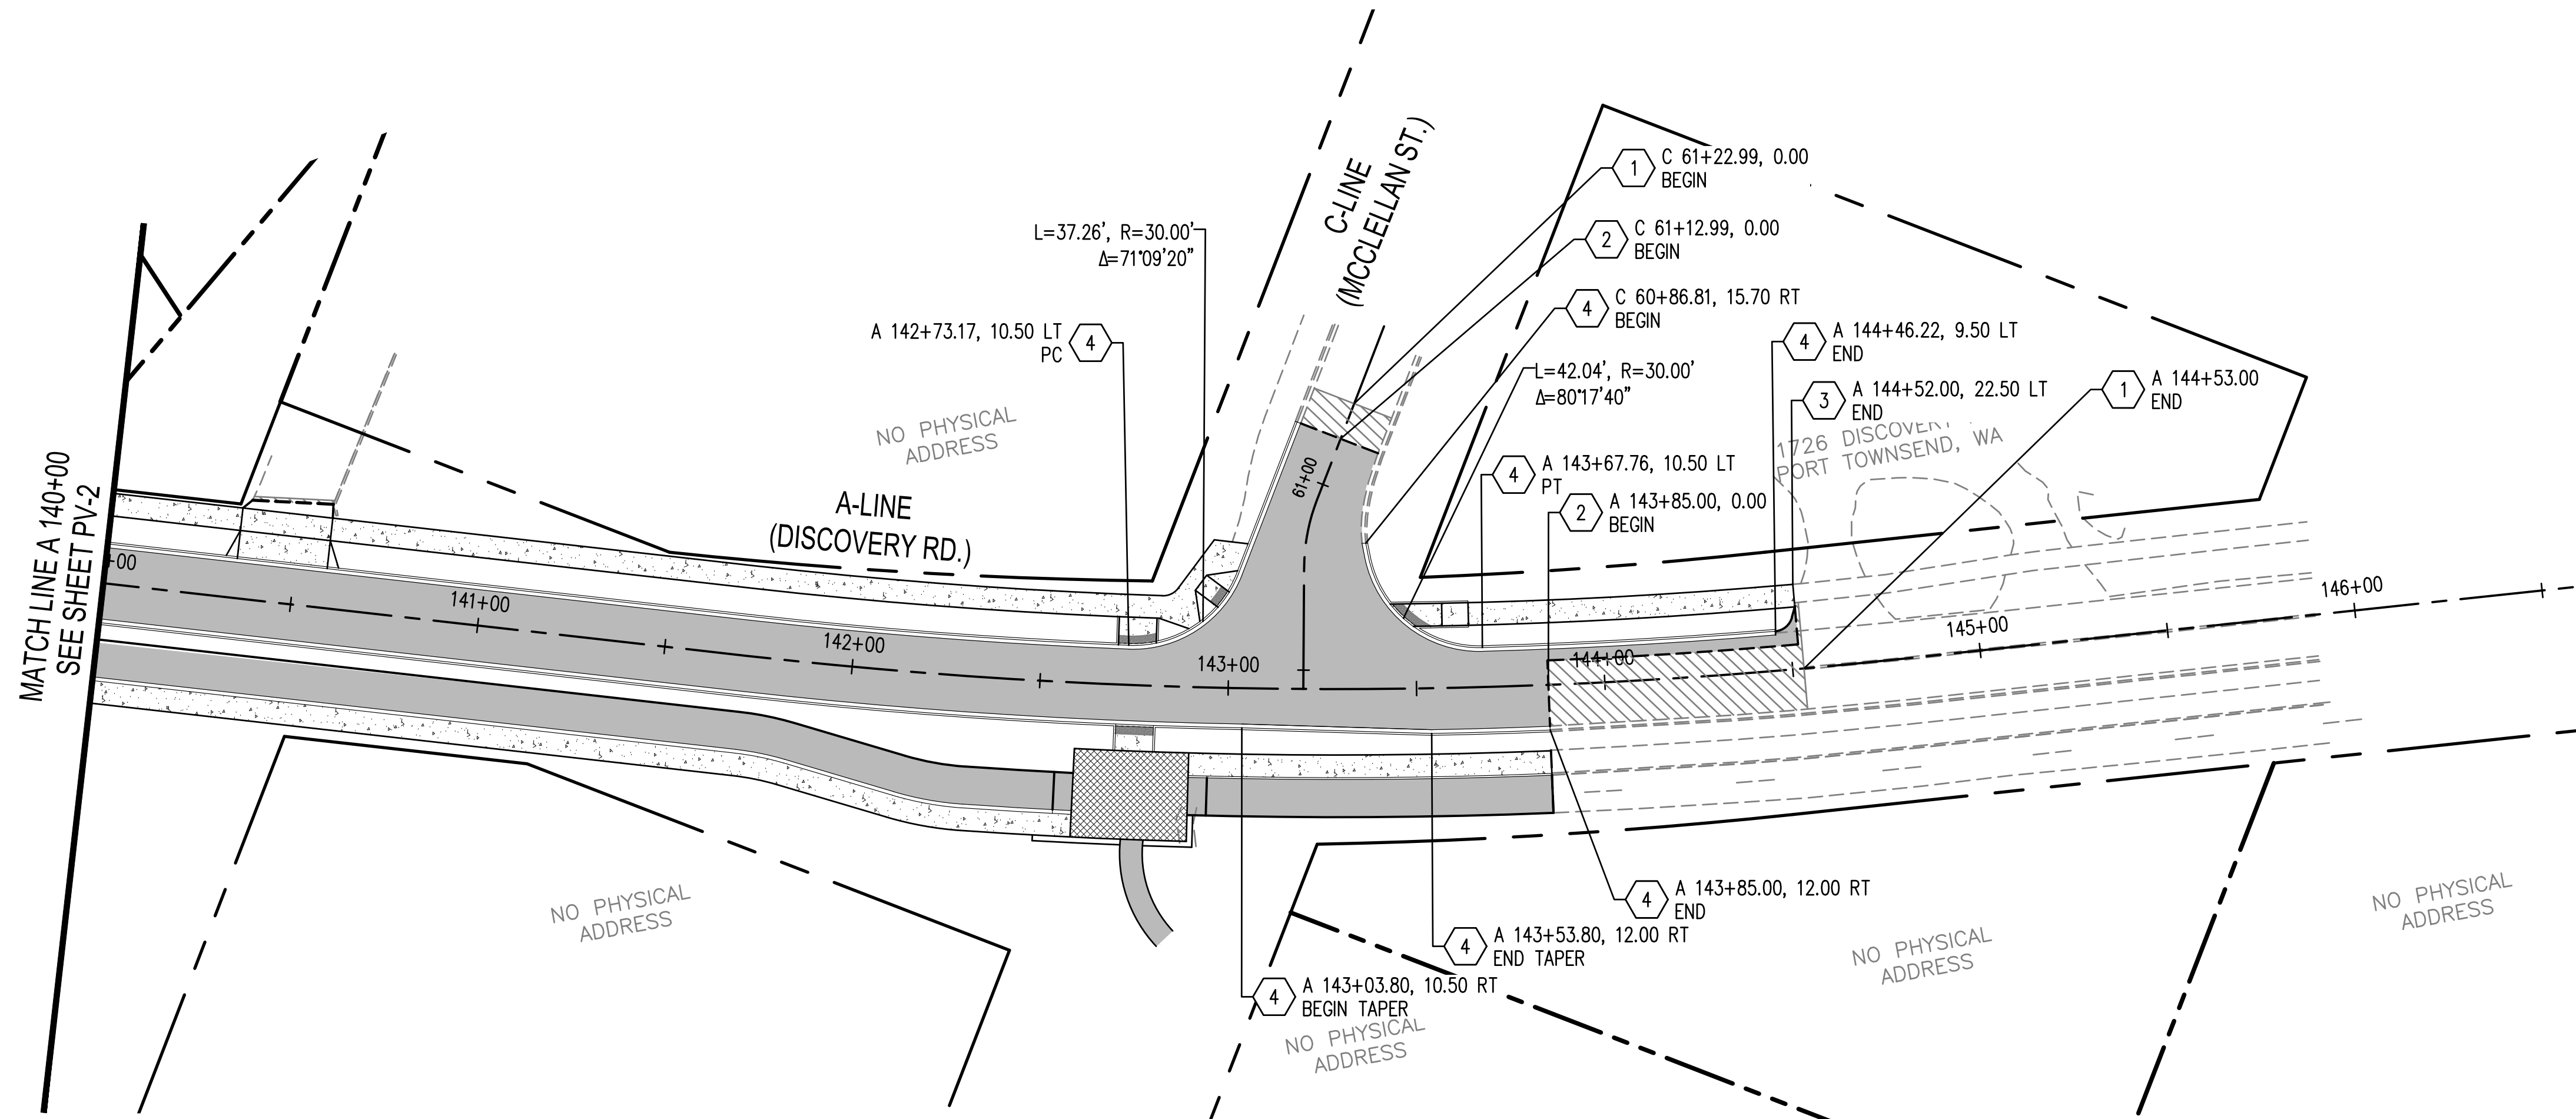 MATCH LINE A 140+00
SEE SHEET PV-2
+00
141+00
142+00
143+00
144+00
145+00
146+00
61+00
A-LINE
(DISCOVERY RD.)
C-LINE
(MCCLELLAN ST.)
L=37.26', R=30.00'
Δ=71°09'20"
A 142+73.17, 10.50 LT
PC
4
1
C 61+22.99, 0.00
BEGIN
2
C 61+12.99, 0.00
BEGIN
4
C 60+86.81, 15.70 RT
BEGIN
L=42.04', R=30.00'
Δ=80°17'40"
4
A 144+46.22, 9.50 LT
END
3
A 144+52.00, 22.50 LT
END
1
A 144+53.00
END
4
A 143+67.76, 10.50 LT
PT
2
A 143+85.00, 0.00
BEGIN
1726 DISCOVERY
PORT TOWNSEND, WA
4
A 143+85.00, 12.00 RT
END
4
A 143+53.80, 12.00 RT
END TAPER
4
A 143+03.80, 10.50 RT
BEGIN TAPER
NO PHYSICAL
ADDRESS
NO PHYSICAL
ADDRESS
NO PHYSICAL
ADDRESS
NO PHYSICAL
ADDRESS
NO PHYSICAL
ADDRESS